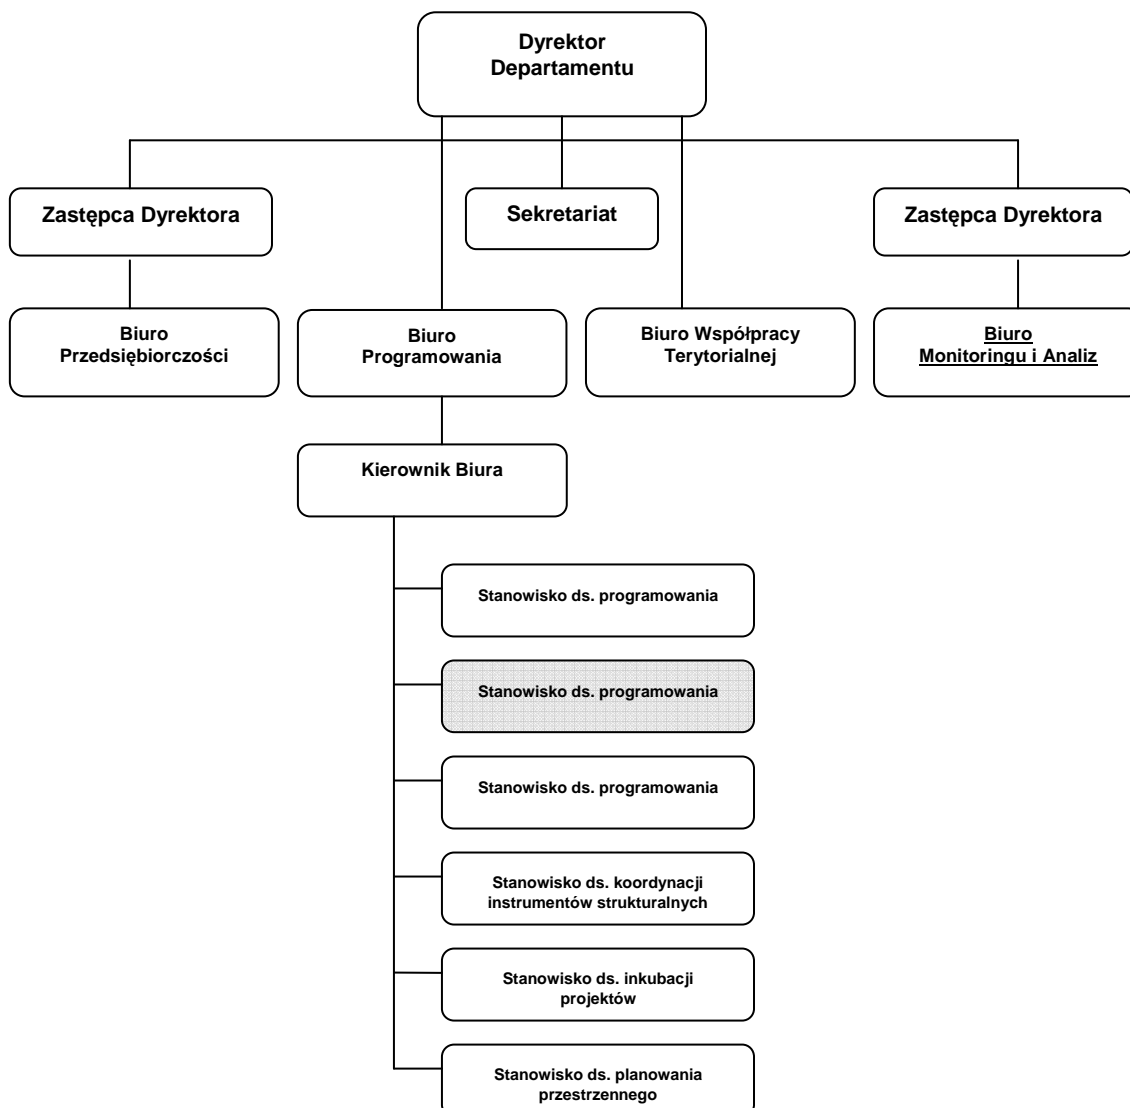 Dyrektor
Departamentu
Zastępca Dyrektora
Sekretariat
Zastępca Dyrektora
Biuro
Przedsiębiorczości
Biuro
Programowania
Biuro Współpracy
Terytorialnej
Biuro
Monitoringu i Analiz
Kierownik Biura
Stanowisko ds. programowania
Stanowisko ds. programowania
Stanowisko ds. programowania
Stanowisko ds. koordynacji
instrumentów strukturalnych
Stanowisko ds. inkubacji
projektów
Stanowisko ds. planowania
przestrzennego